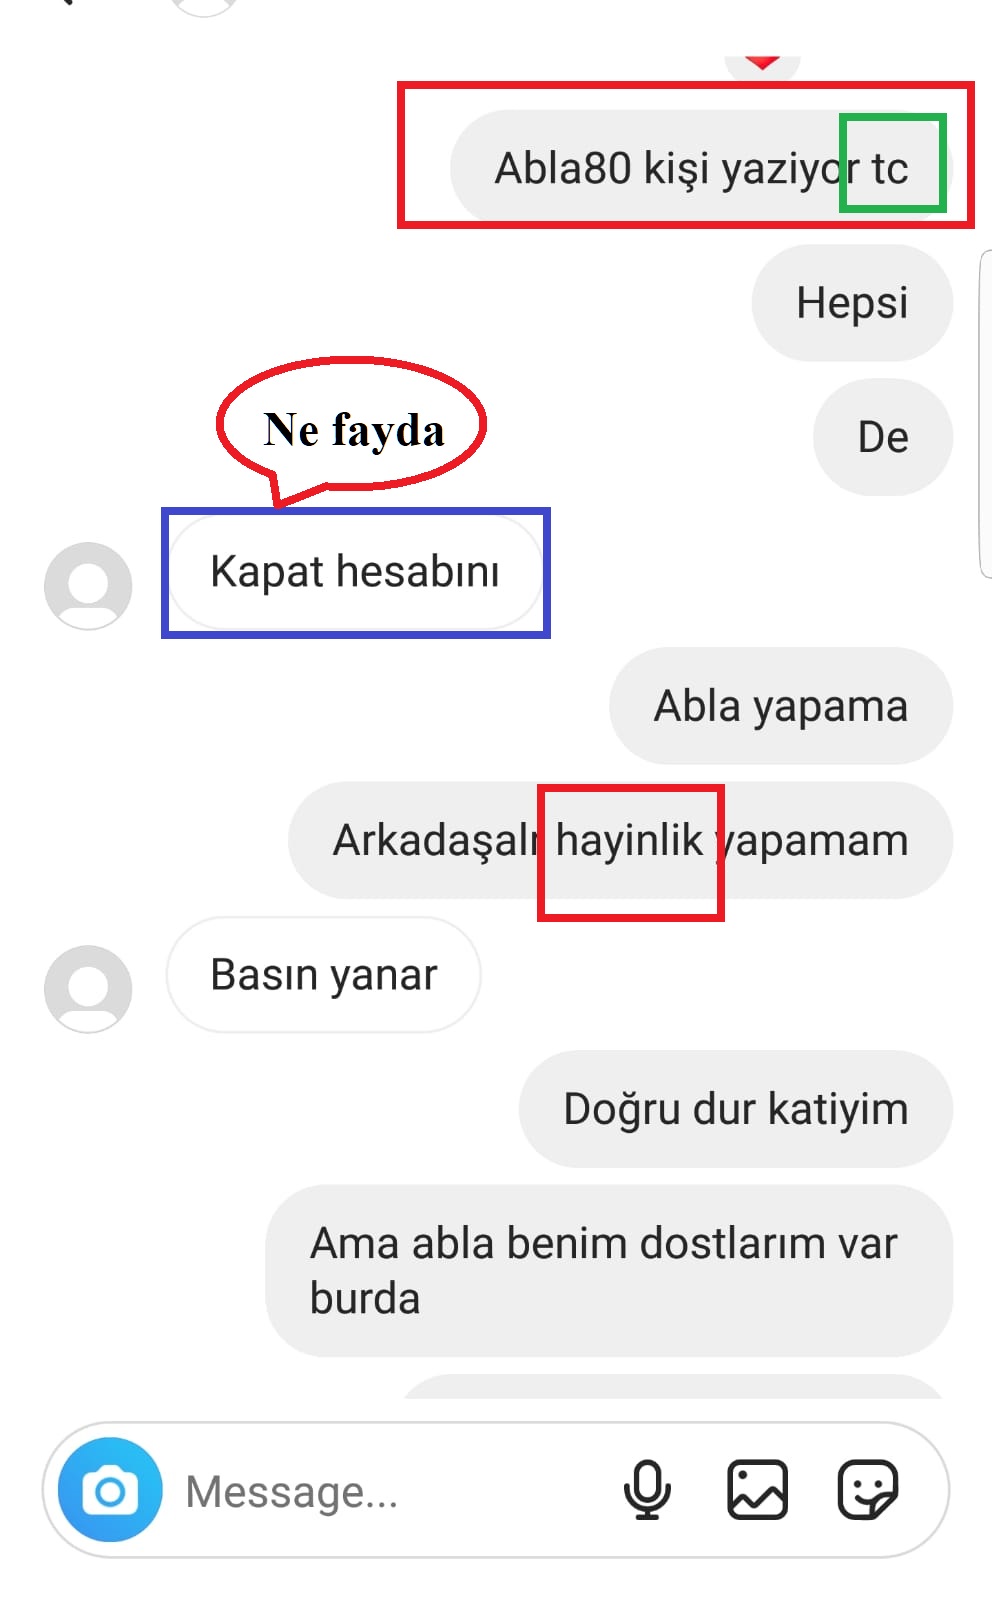 Abla80 kişi yaziyor tc
Hepsi
De
Ne fayda
Kapat hesabını
Abla yapama
Arkadaşalr hayinlik yapamam
Basın yanar
Doğru dur katiyim
Ama abla benim dostlarım var
burda
Message...